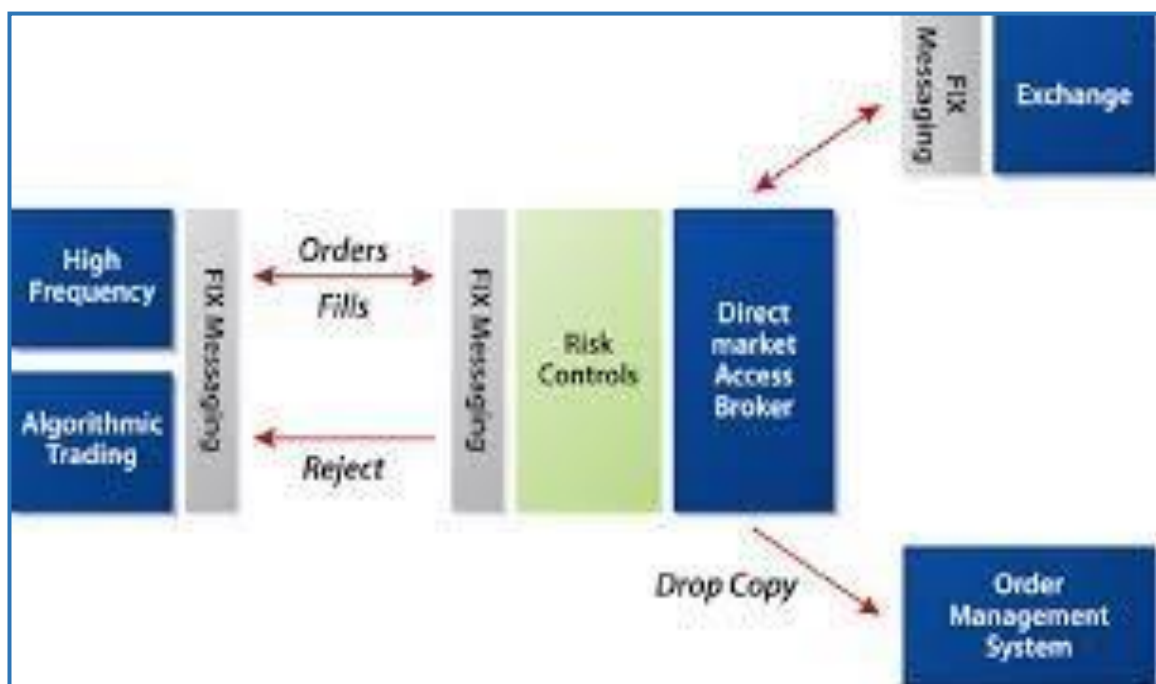 FIX
Messaging
Exchange
High
Frequency
Algorithmic
Trading
FIX Messaging
Orders
Fills
Reject
FIX Messaging
Risk
Controls
Direct
market
Access
Broker
Drop Copy
Order
Management
System